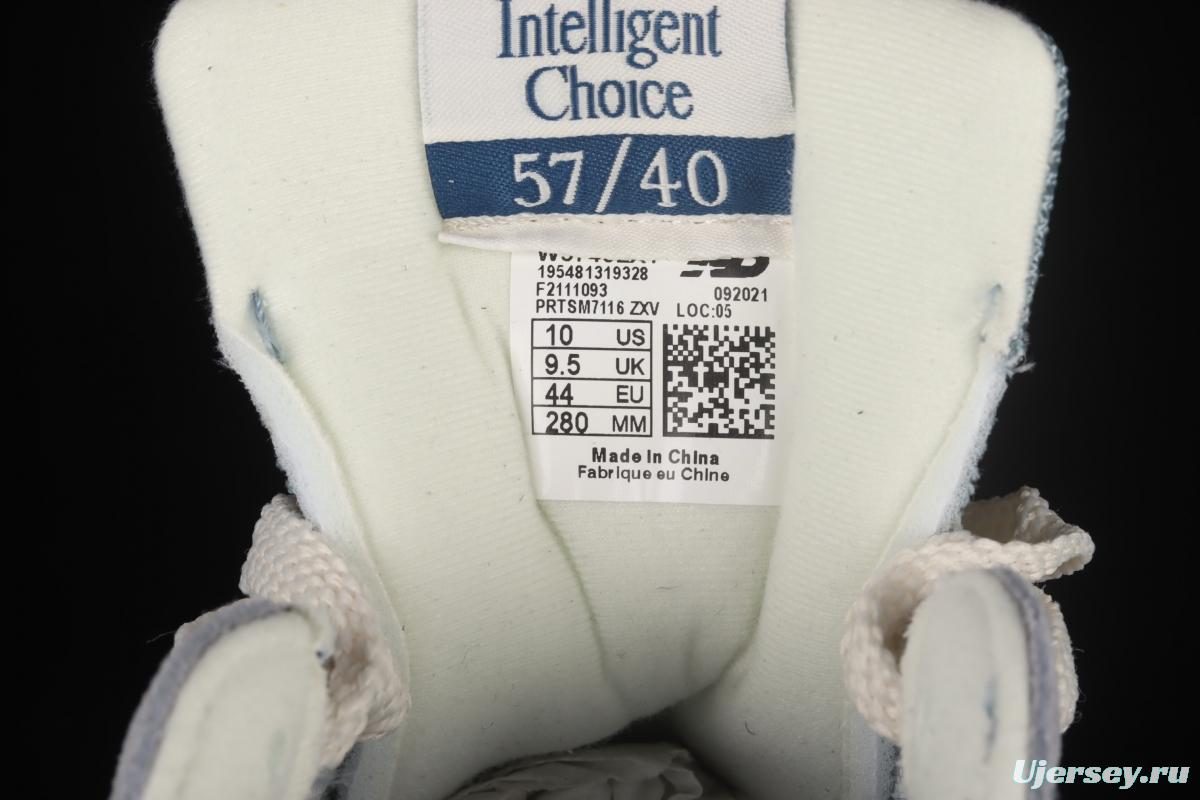 Intelligent
Choice
57/40
195481319328
F2111093 092021
PRTSM7116 ZXV LOC:05
10 US
9.5 UK
44 EU
280 MM
Made In China
Fabrique eu Chine
Ujersey.ru